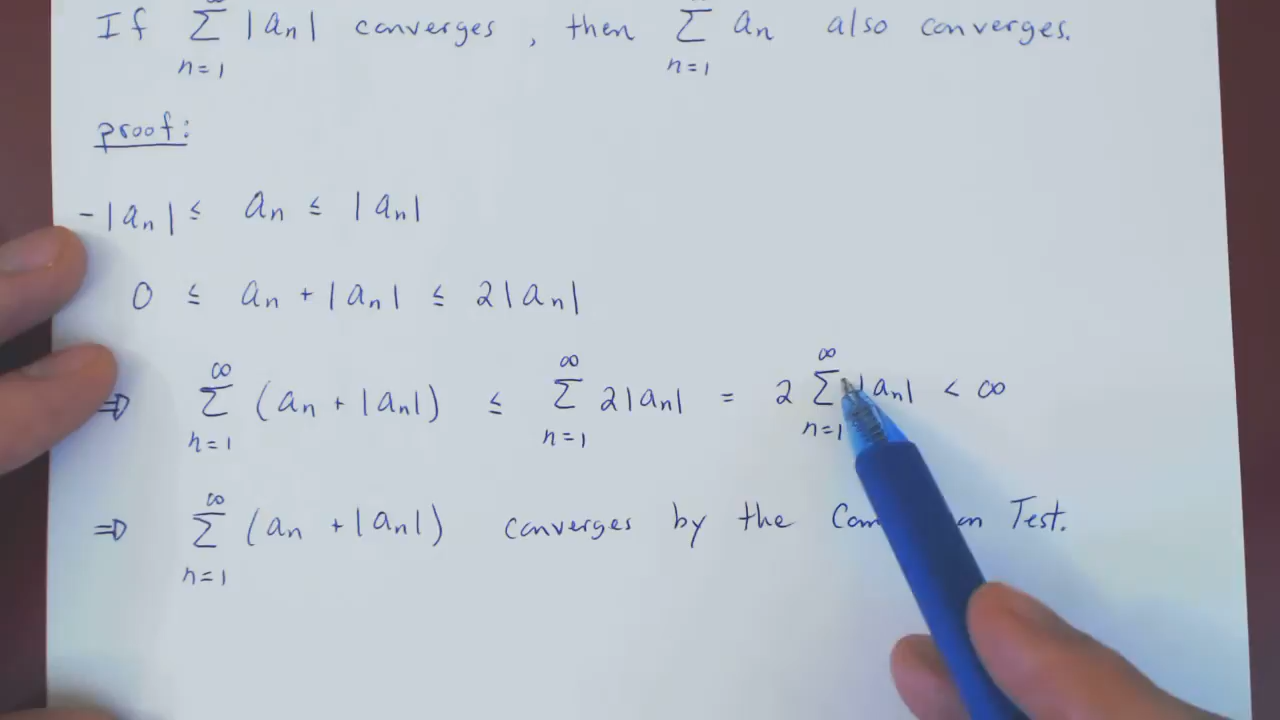 If ∞∑n=1 |an| converges, then ∞∑n=1 an also converges.
proof:
-|an| ≤ an ≤ |an|
0 ≤ an + |an| ≤ 2|an|
⇒ ∞∑n=1 (an + |an|) ≤ ∞∑n=1 2|an| = 2 ∞∑n=1 |an| < ∞
⇒ ∞∑n=1 (an + |an|) converges by the Test.